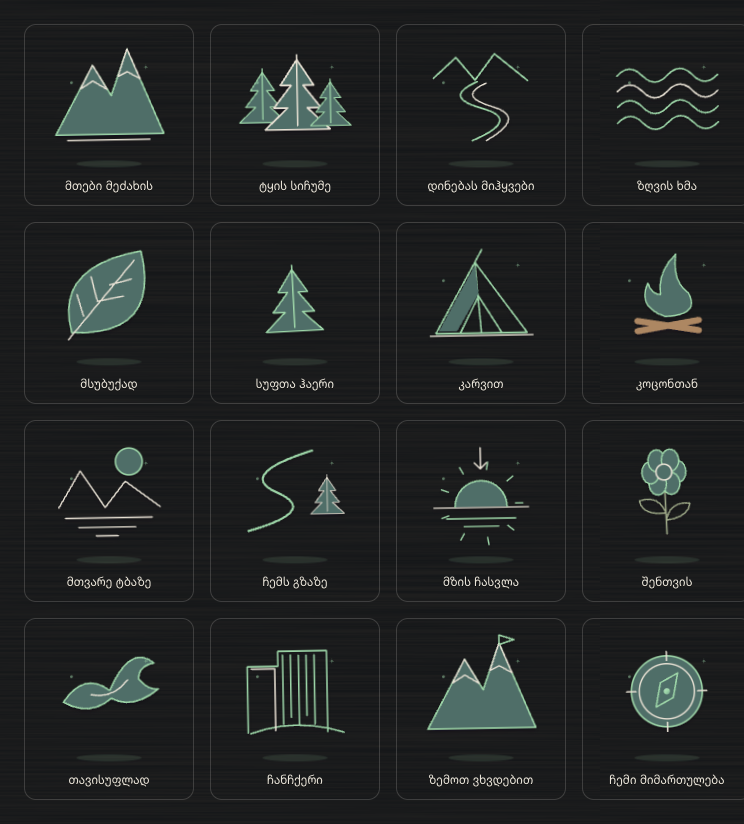 მთები მეძახის
ტყის სიჩუმე
დინებას მიჰყვები
ზღვის ხმა
მსუბუქად
სუფთა ჰაერი
კარვით
კოცონთან
მთვარე ტბაზე
ჩემს გზაზე
მზის ჩასვლა
შენთვის
თავისუფლად
ჩანჩქერი
ზემოთ ვხვდებით
ჩემი მიმართულება